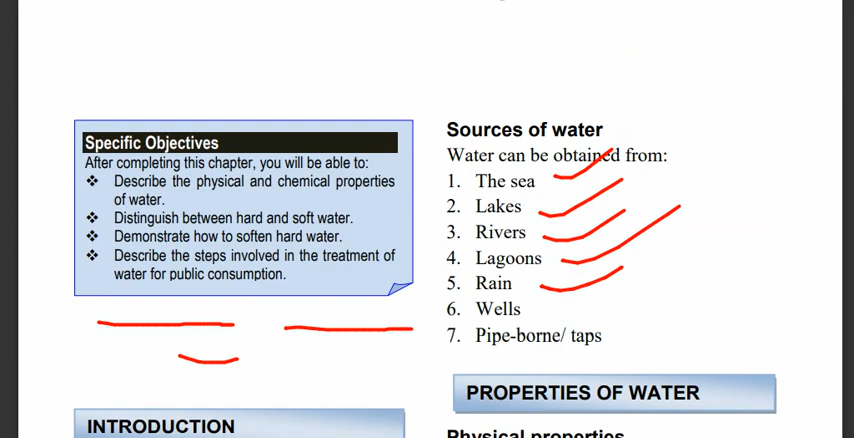 Specific Objectives
After completing this chapter, you will be able to:
❖ Describe the physical and chemical properties
of water.
❖ Distinguish between hard and soft water.
❖ Demonstrate how to soften hard water.
❖ Describe the steps involved in the treatment of
water for public consumption.
INTRODUCTION
Sources of water
Water can be obtained from:
1. The sea
2. Lakes
3. Rivers
4. Lagoons
5. Rain
6. Wells
7. Pipe-borne/ taps
PROPERTIES OF WATER
Physical properties